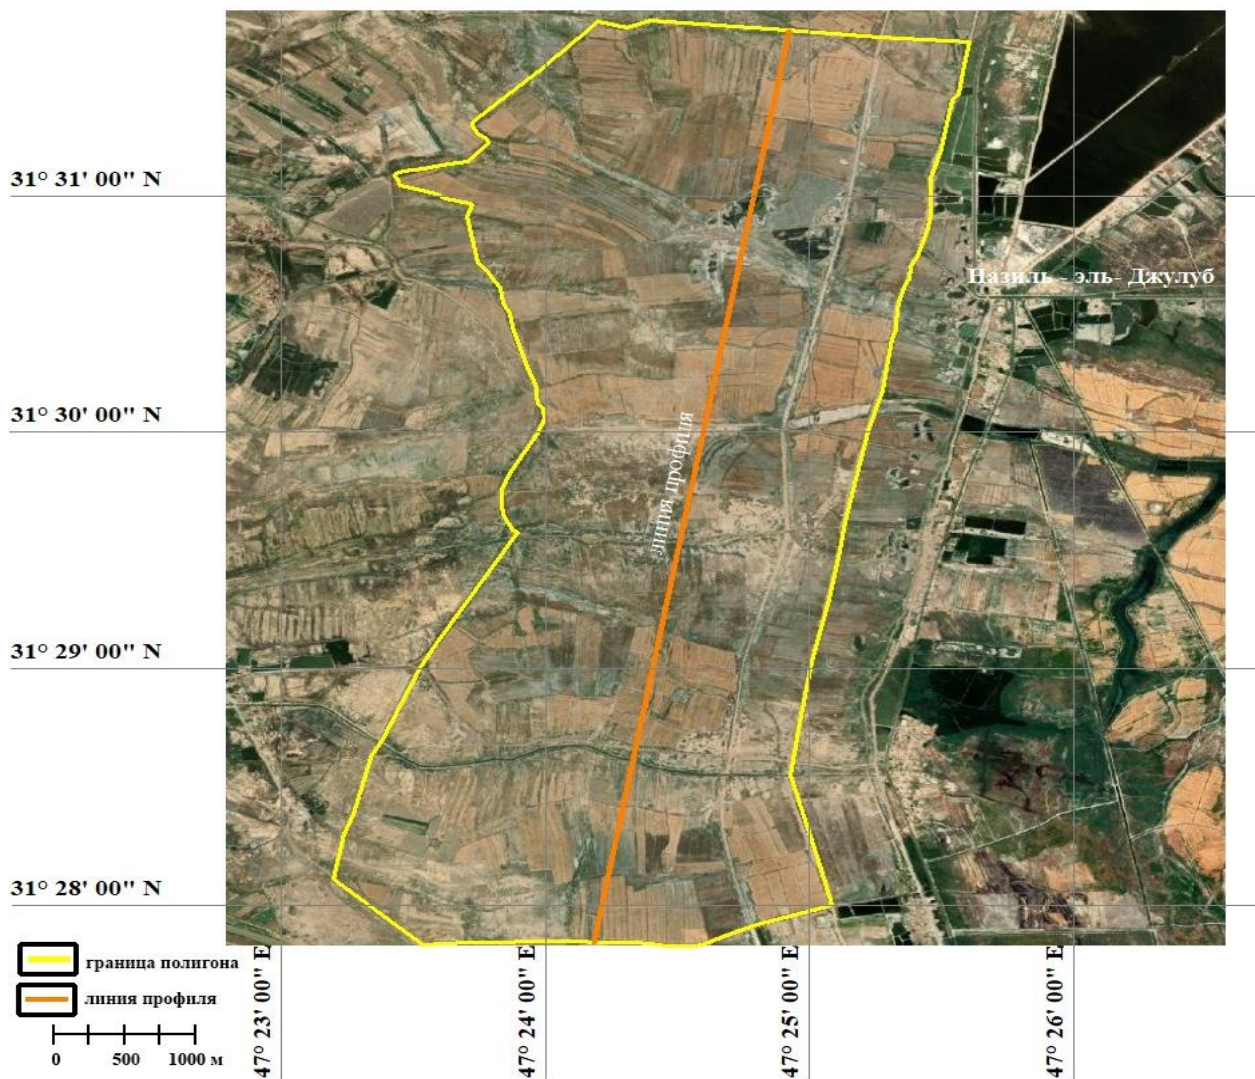 31° 31' 00" N
Назиль - эль- Джулуб
31° 30' 00" N
линия профиля
31° 29' 00" N
31° 28' 00" N
граница полигона
линия профиля
0 500 1000 м
47° 23' 00" E
47° 24' 00" E
47° 25' 00" E
47° 26' 00" E